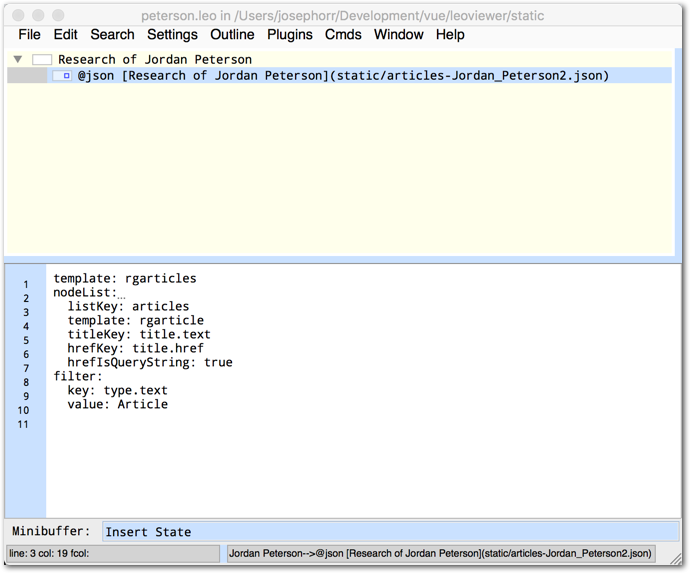 peterson.leo in /Users/josephorr/Development/vue/leoviewer/static
File Edit Search Settings Outline Plugins Cmds Window Help
Research of Jordan Peterson
@json [Research of Jordan Peterson](static/articles-Jordan_Peterson2.json)
1 template: rgarticles
2 nodeList:
3 listKey: articles
4 template: rgarticle
5 titleKey: title.text
6 hrefKey: title.href
7 hrefIsQueryString: true
8 filter:
9 key: type.text
10 value: Article
11
Minibuffer: Insert State
line: 3 col: 19 fcol:
Jordan Peterson-->@json [Research of Jordan Peterson](static/articles-Jordan_Peterson2.json)